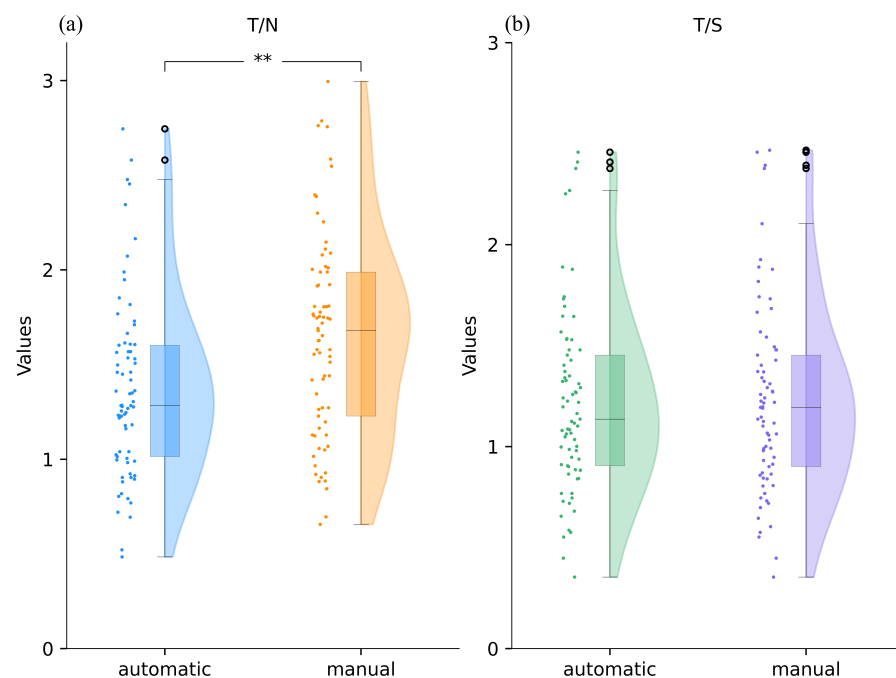 (a)
T/N
**
Values
3
2
1
0
automatic
manual
(b)
T/S
Values
3
2
1
0
automatic
manual